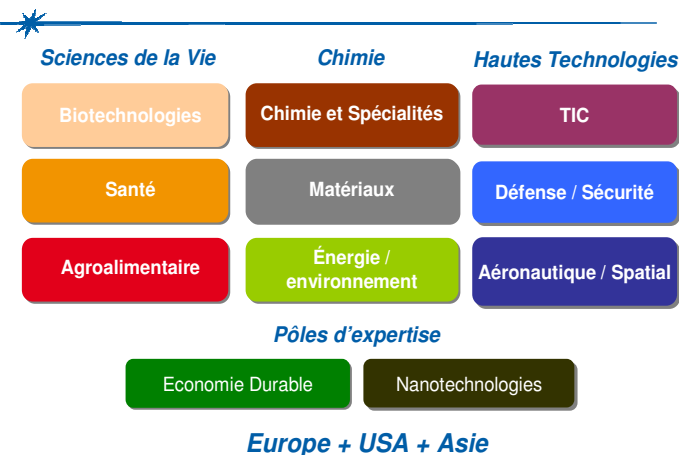 Sciences de la Vie
Chimie
Hautes Technologies
Biotechnologies
Chimie et Spécialités
TIC
Santé
Matériaux
Défense / Sécurité
Agroalimentaire
Énergie /
environnement
Aéronautique / Spatial
Pôles d'expertise
Economie Durable
Nanotechnologies
Europe + USA + Asie